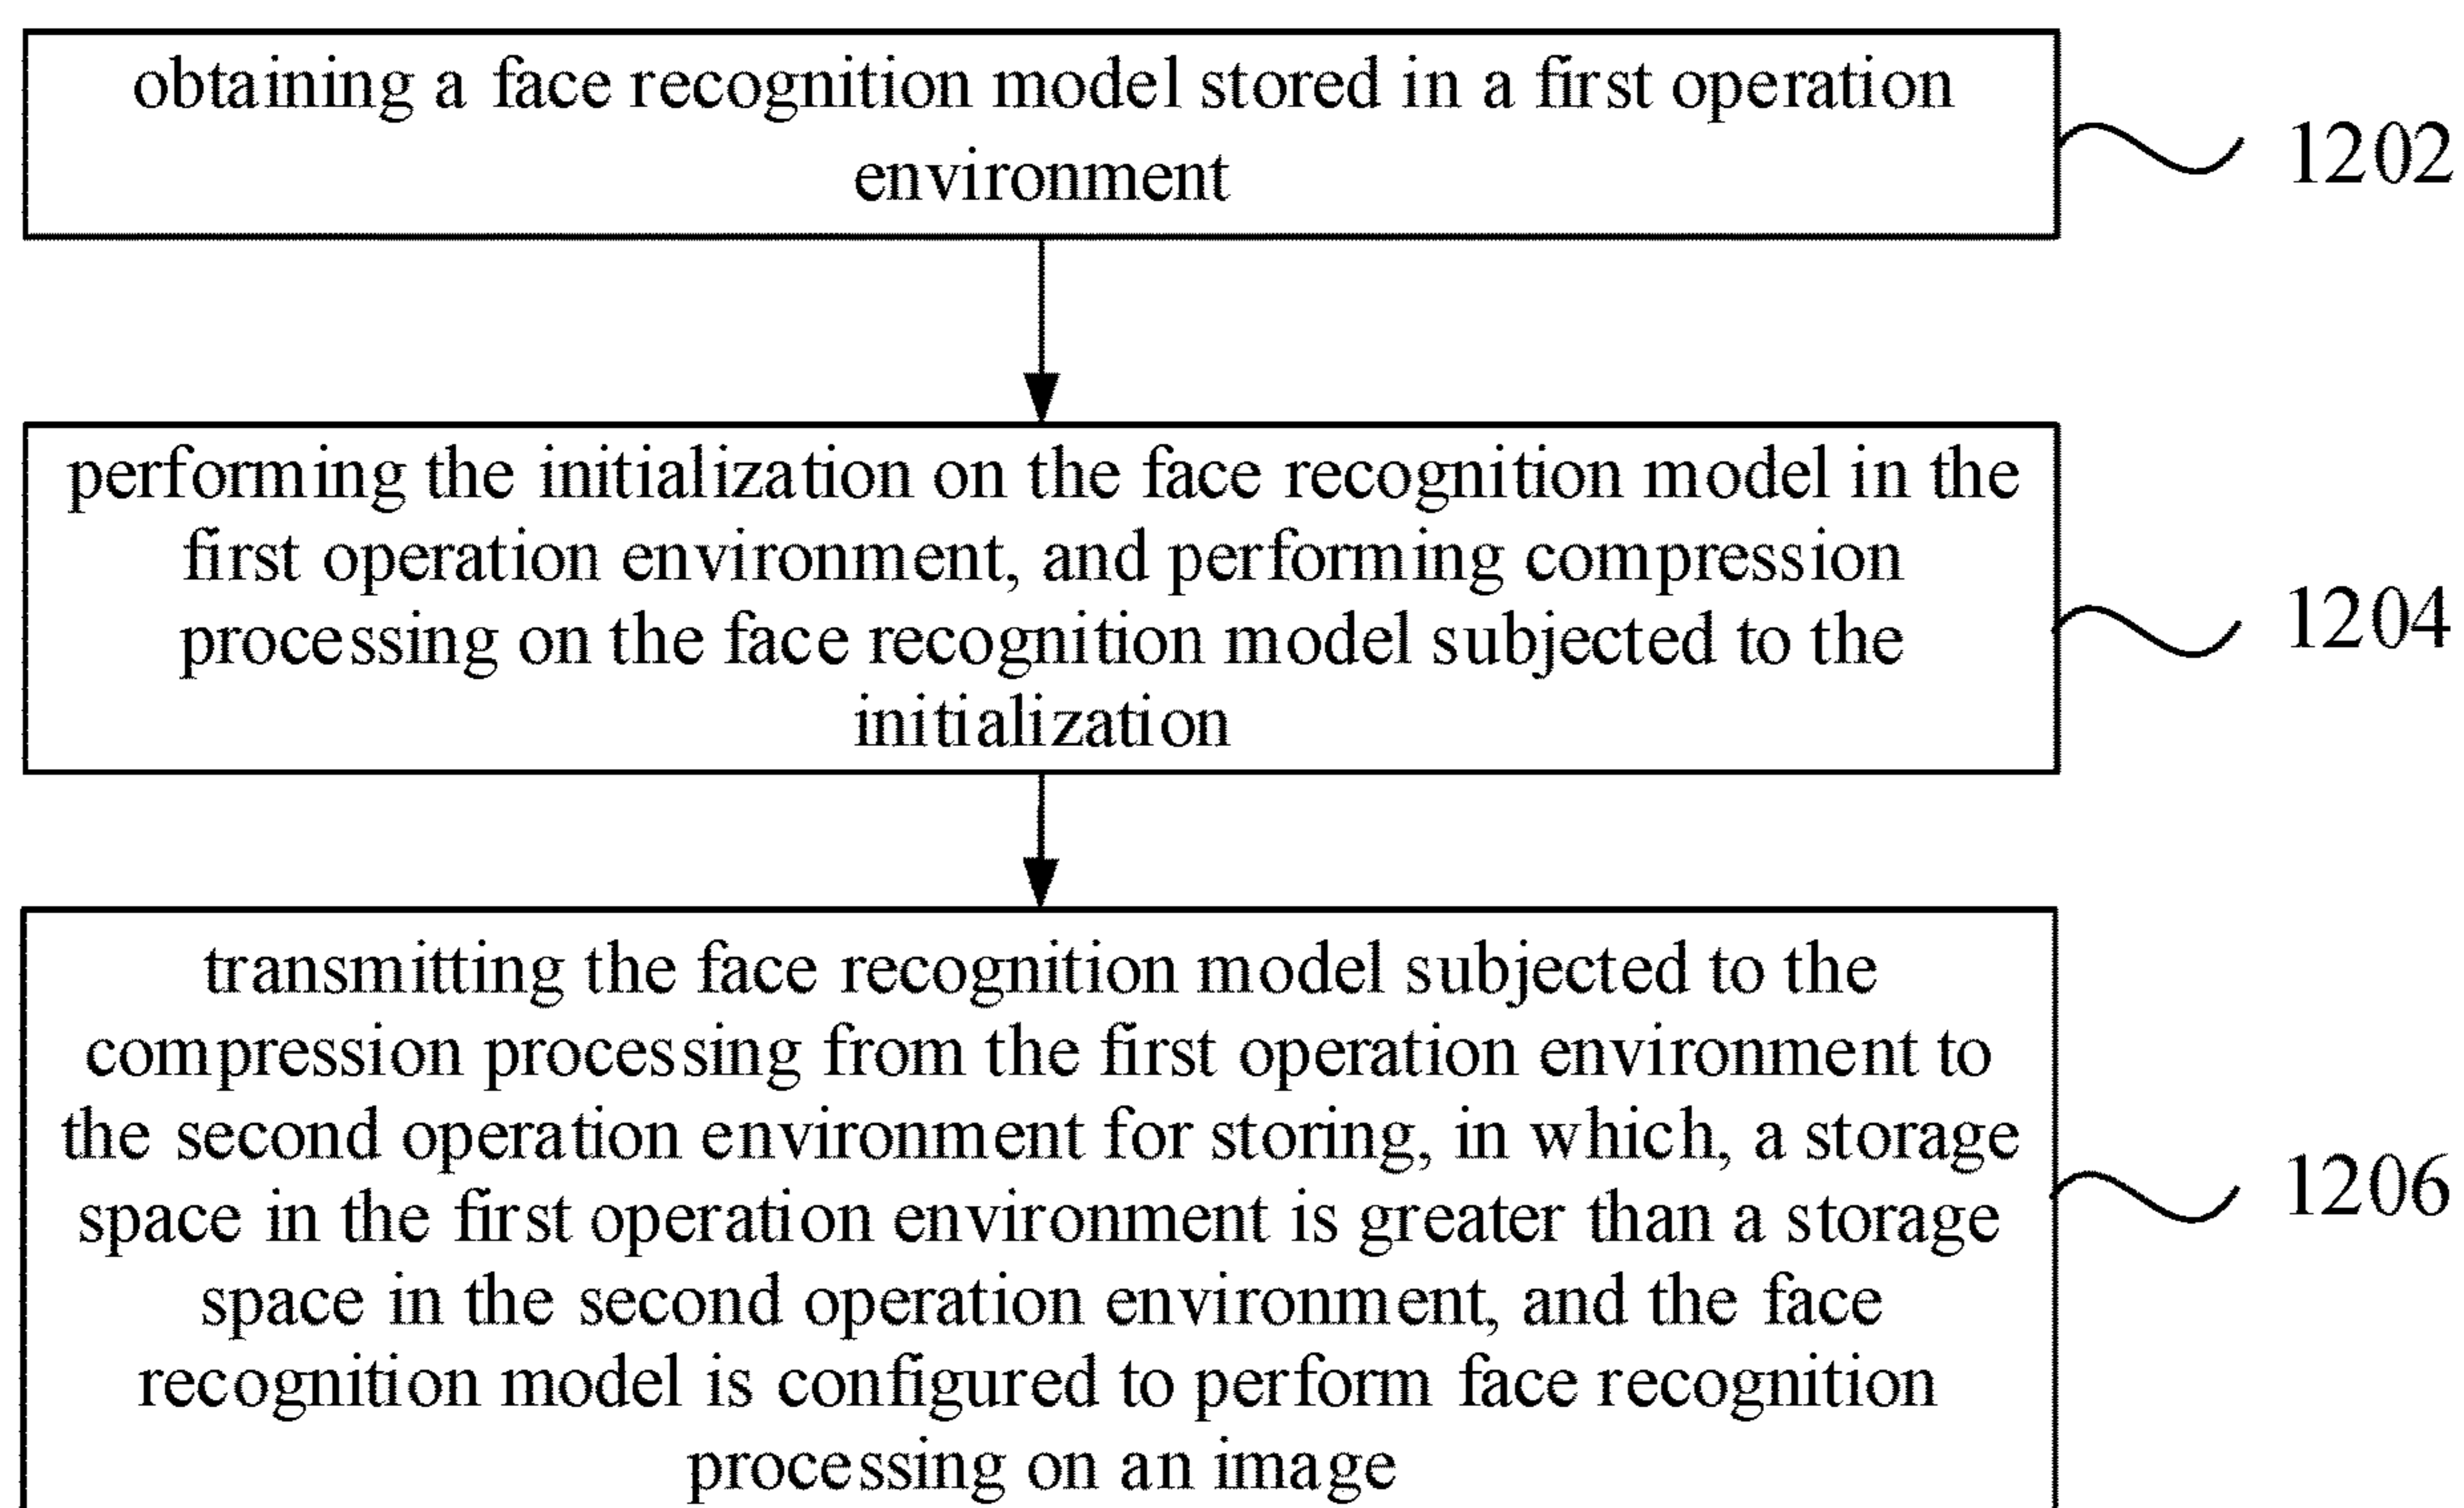 obtaining a face recognition model stored in a first operation
environment
1202
performing the initialization on the face recognition model in the
first operation environment, and performing compression
processing on the face recognition model subjected to the
initialization
1204
transmitting the face recognition model subjected to the
compression processing from the first operation environment to
the second operation environment for storing, in which, a storage
space in the first operation environment is greater than a storage
space in the second operation environment, and the face
recognition model is configured to perform face recognition
processing on an image
1206